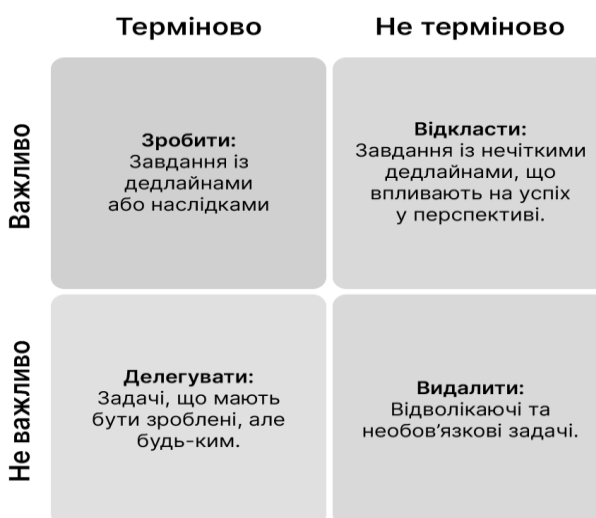 Терміново
Не терміново
Важливо
Зробити:
Завдання із
дедлайнами
або наслідками
Відкласти:
Завдання із нечіткими
дедлайнами, що
впливають на успіх
у перспективі.
Не важливо
Делегувати:
Задачі, що мають
бути зроблені, але
будь-ким.
Видалити:
Відволікаючі та
необов’язкові задачі.